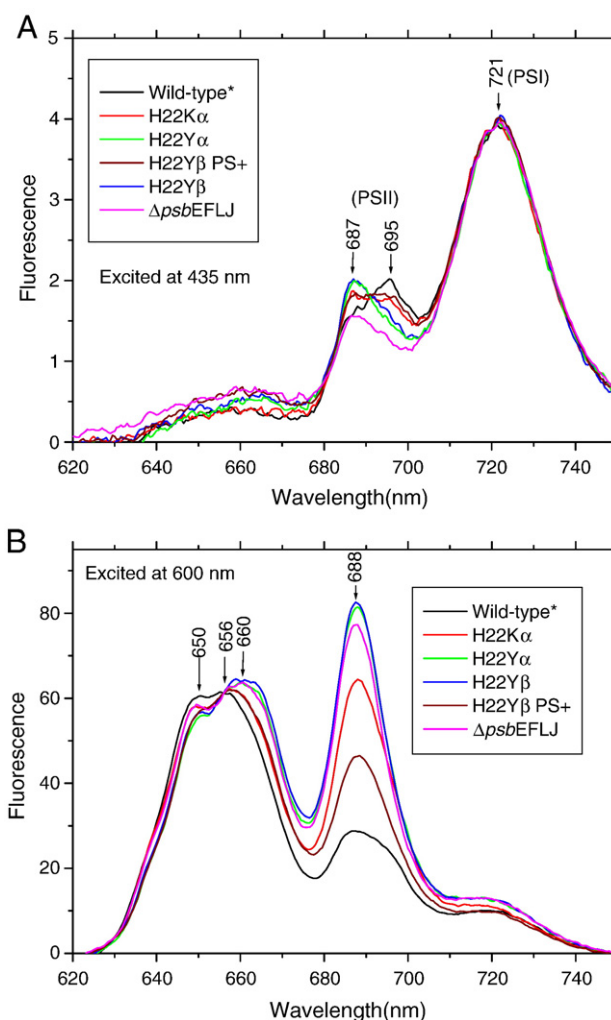 A
Wild-type*
H22Kα
H22Yα
H22Yβ PS+
H22Yβ
ΔpsbEFLJ
Excited at 435 nm
(PSII)
687
695
721
(PSI)
Fluorescence
5
4
3
2
1
0
620 640 660 680 700 720 740
Wavelength(nm)
B
Excited at 600 nm
650
656
660
688
Wild-type*
H22Kα
H22Yα
H22Yβ
H22Yβ PS+
ΔpsbEFLJ
Fluorescence
80
60
40
20
0
620 640 660 680 700 720 740
Wavelength(nm)